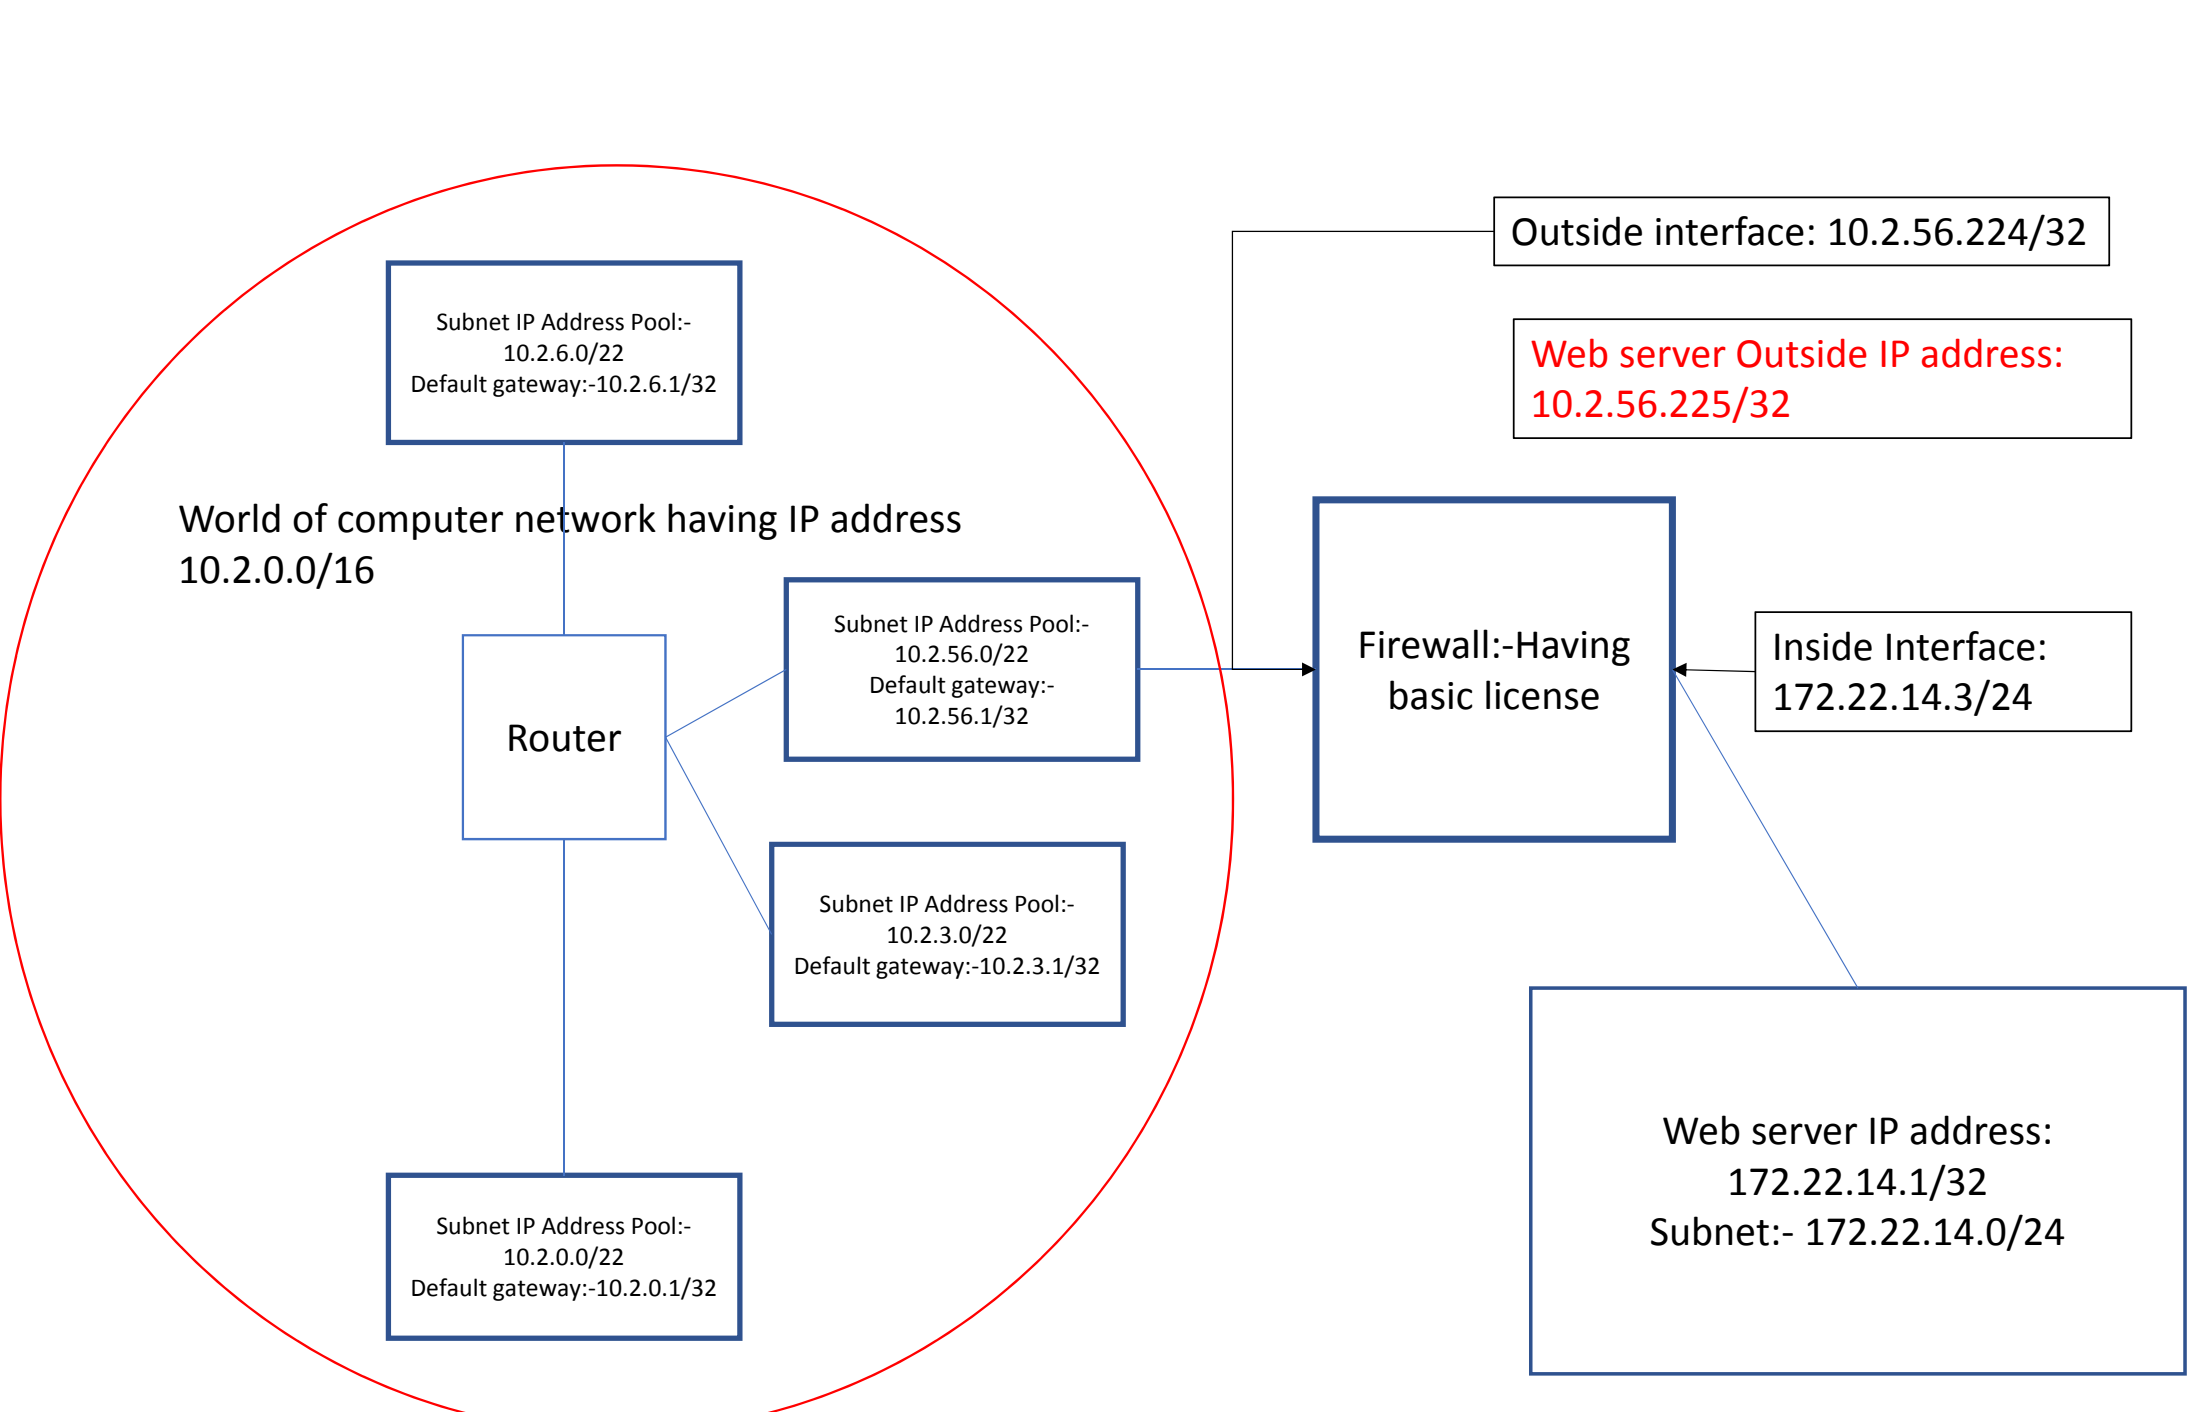 Outside interface: 10.2.56.224/32
Web server Outside IP address:
10.2.56.225/32
Subnet IP Address Pool:-
10.2.6.0/22
Default gateway:-10.2.6.1/32
World of computer network having IP address
10.2.0.0/16
Subnet IP Address Pool:-
10.2.56.0/22
Default gateway:-
10.2.56.1/32
Firewall:-Having
basic license
Inside Interface:
172.22.14.3/24
Router
Subnet IP Address Pool:-
10.2.3.0/22
Default gateway:-10.2.3.1/32
Web server IP address:
172.22.14.1/32
Subnet:- 172.22.14.0/24
Subnet IP Address Pool:-
10.2.0.0/22
Default gateway:-10.2.0.1/32